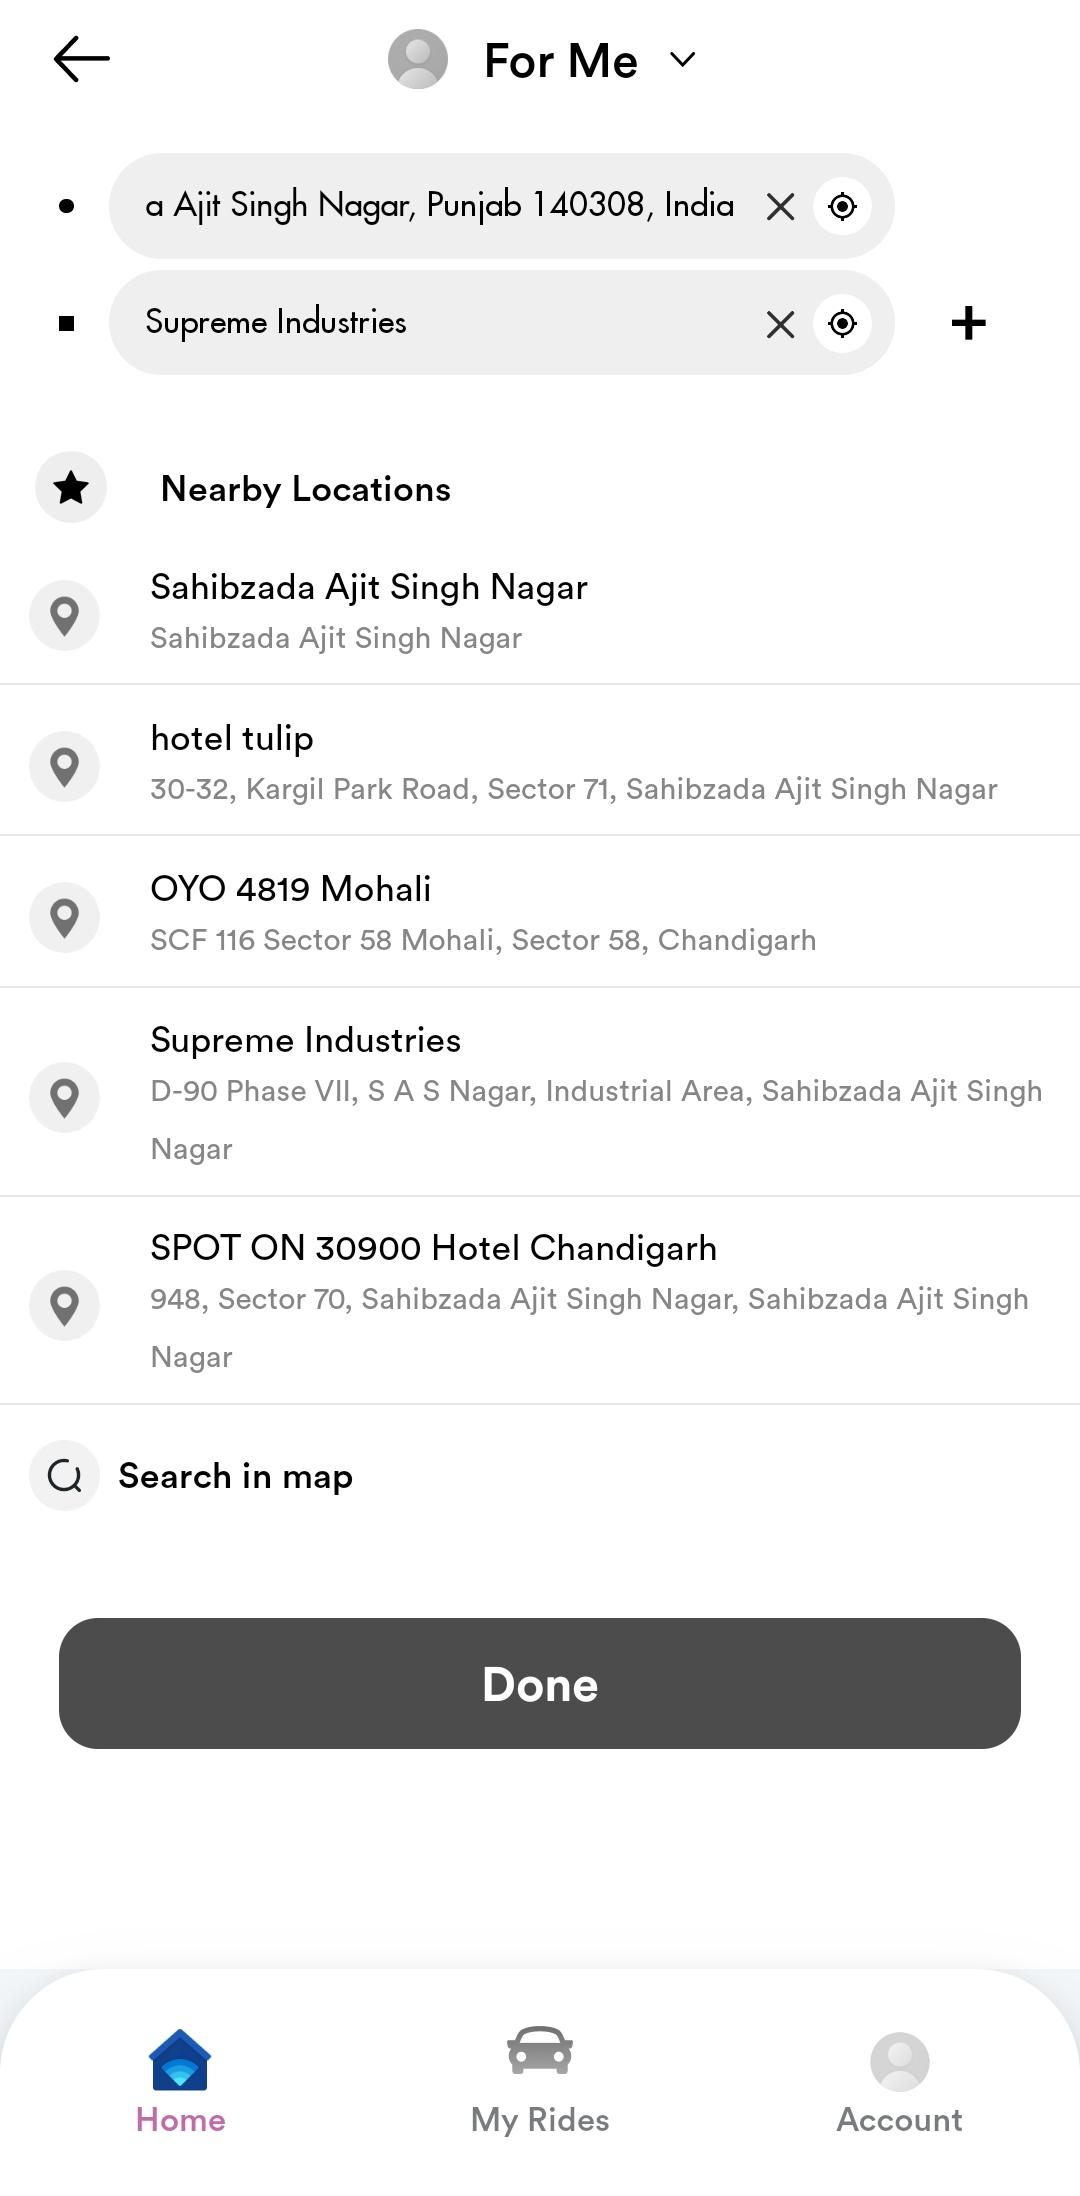 For Me
a Ajit Singh Nagar, Punjab 140308, India
Supreme Industries
Nearby Locations
Sahibzada Ajit Singh Nagar
Sahibzada Ajit Singh Nagar
hotel tulip
30-32, Kargil Park Road, Sector 71, Sahibzada Ajit Singh Nagar
OYO 4819 Mohali
SCF 116 Sector 58 Mohali, Sector 58, Chandigarh
Supreme Industries
D-90 Phase VII, S A S Nagar, Industrial Area, Sahibzada Ajit Singh
Nagar
SPOT ON 30900 Hotel Chandigarh
948, Sector 70, Sahibzada Ajit Singh Nagar, Sahibzada Ajit Singh
Nagar
Search in map
Done
Home
My Rides
Account